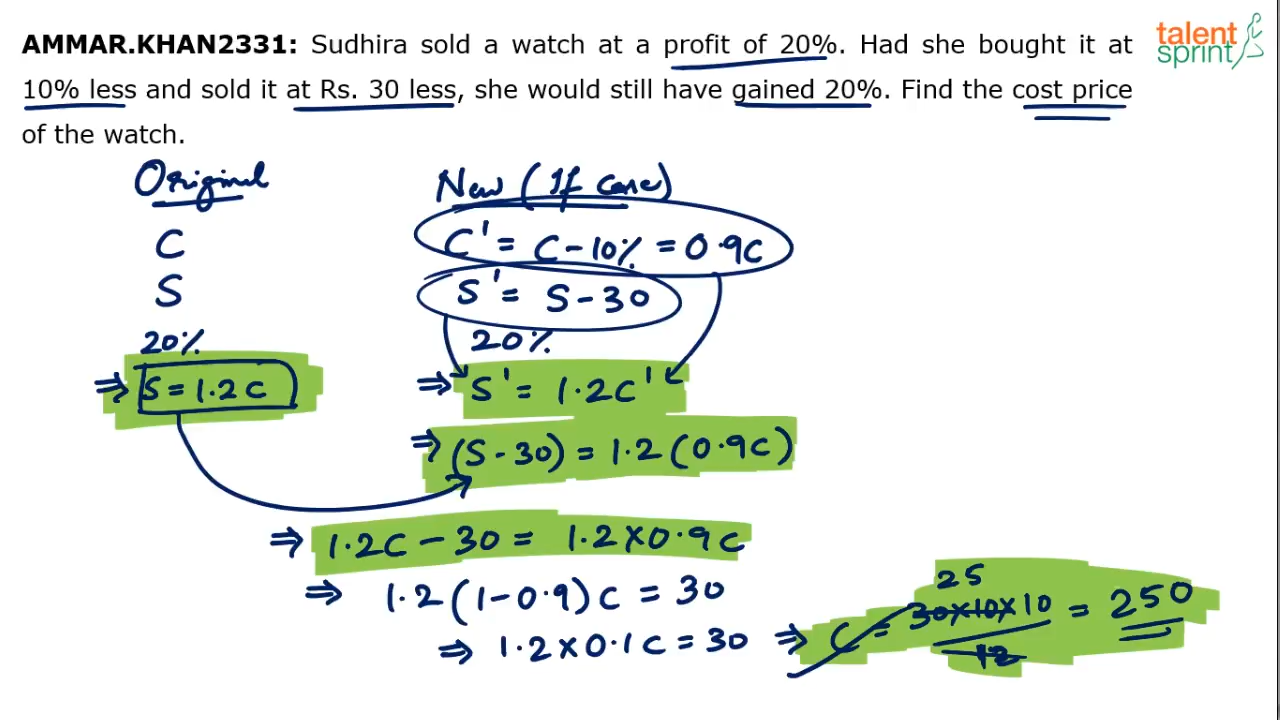 AMMAR.KHAN2331: Sudhira sold a watch at a profit of 20%. Had she bought it at
10% less and sold it at Rs. 30 less, she would still have gained 20%. Find the cost price
of the watch.
talent
sprint
Original
New (If case)
C
C' = C - 10% = 0.9C
S
S' = S - 30
20%
20%
⇒ S = 1.2C
⇒ S' = 1.2C'
⇒ (S - 30) = 1.2 (0.9C)
⇒ 1.2C - 30 = 1.2 × 0.9C
⇒ 1.2 (1 - 0.9) C = 30
⇒ 1.2 × 0.1C = 30 ⇒ C = 30×10×10 / 12 = 250
25